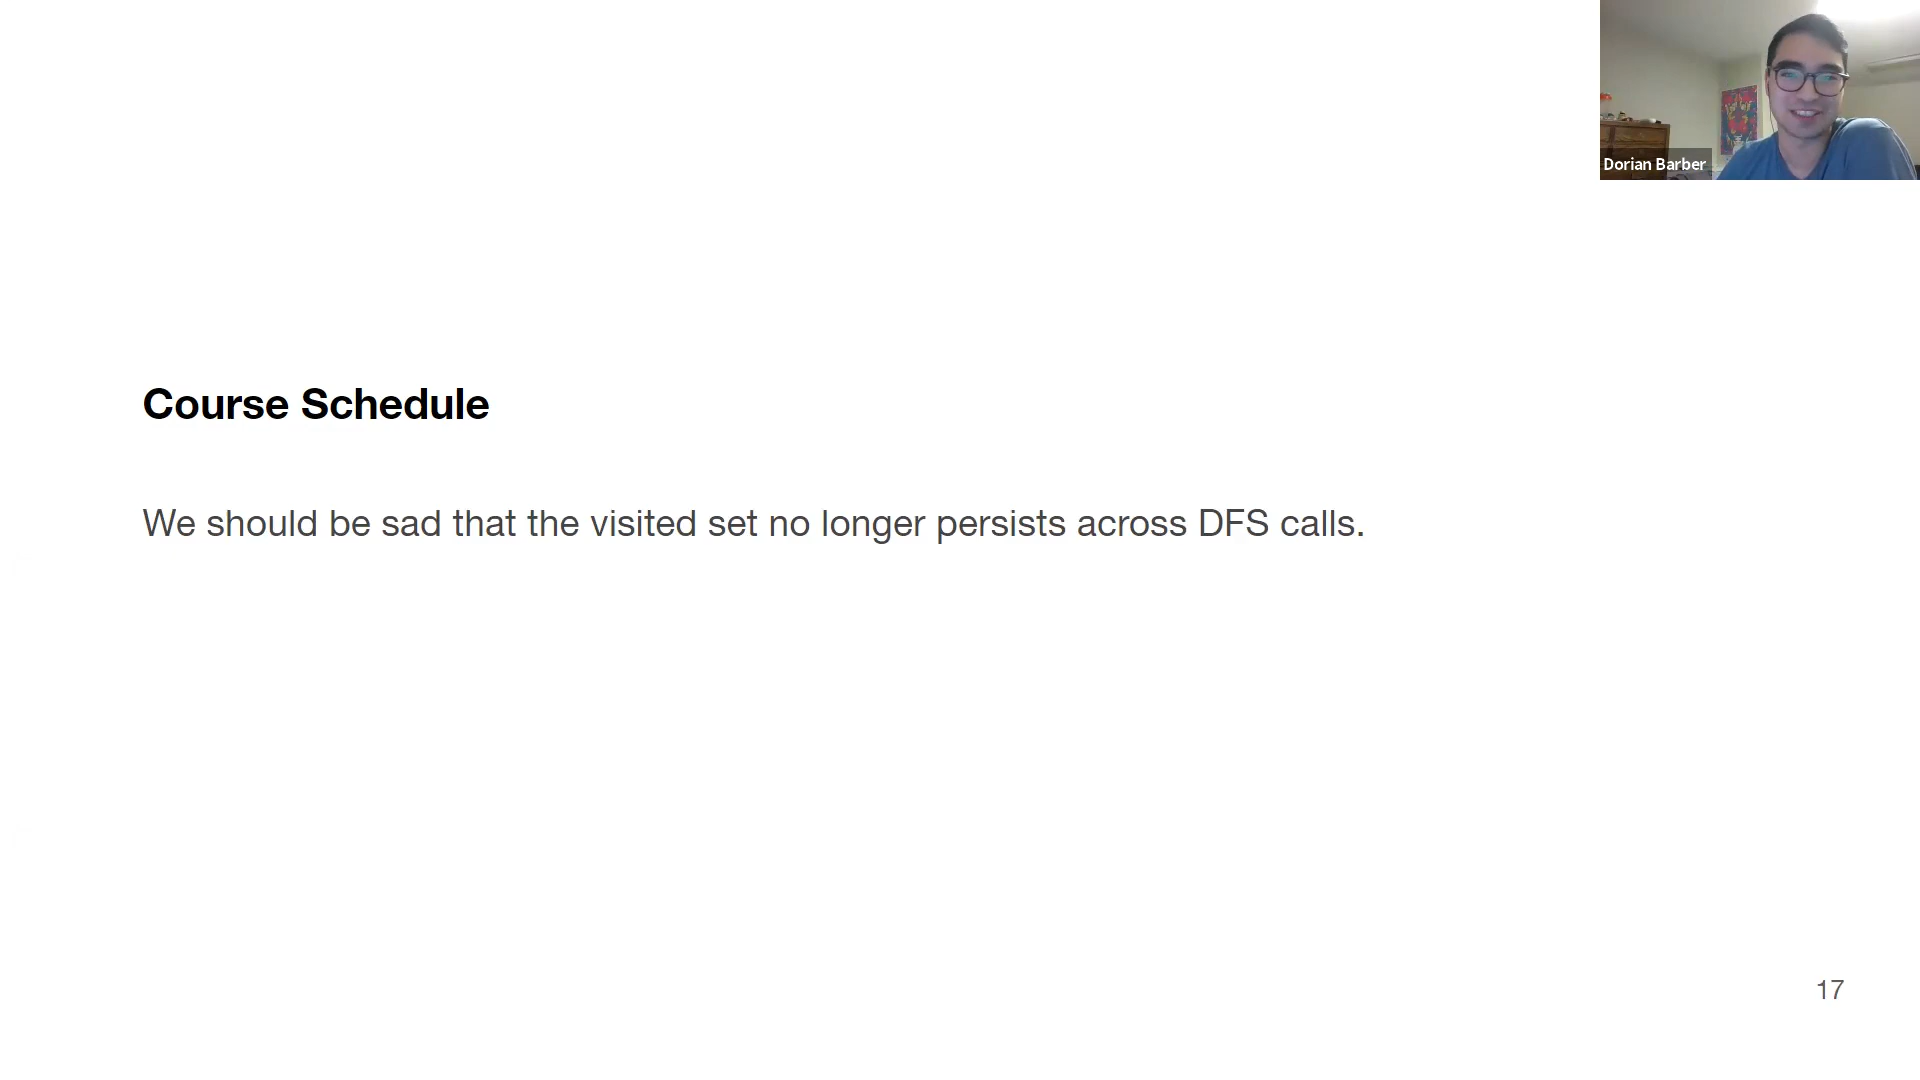 Dorian Barber
Course Schedule
We should be sad that the visited set no longer persists across DFS calls.
17